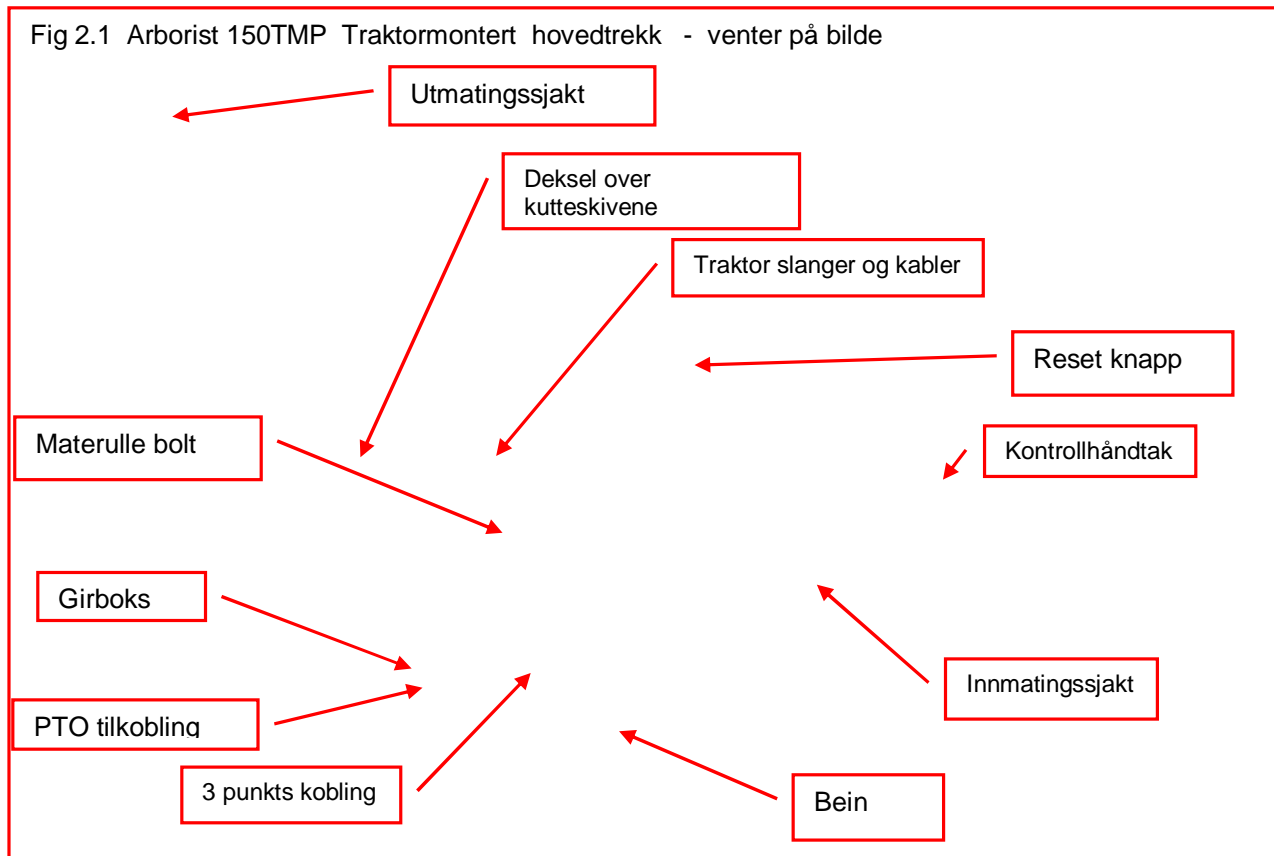 Fig 2.1 Arborist 150TMP Traktormontert hovedtrekk - venter på bilde
Utmatingssjakt
Deksel over
kutteskivene
Traktor slanger og kabler
Reset knapp
Materulle bolt
Kontrollhåndtak
Girboks
Innmatingssjakt
PTO tilkobling
3 punkts kobling
Bein